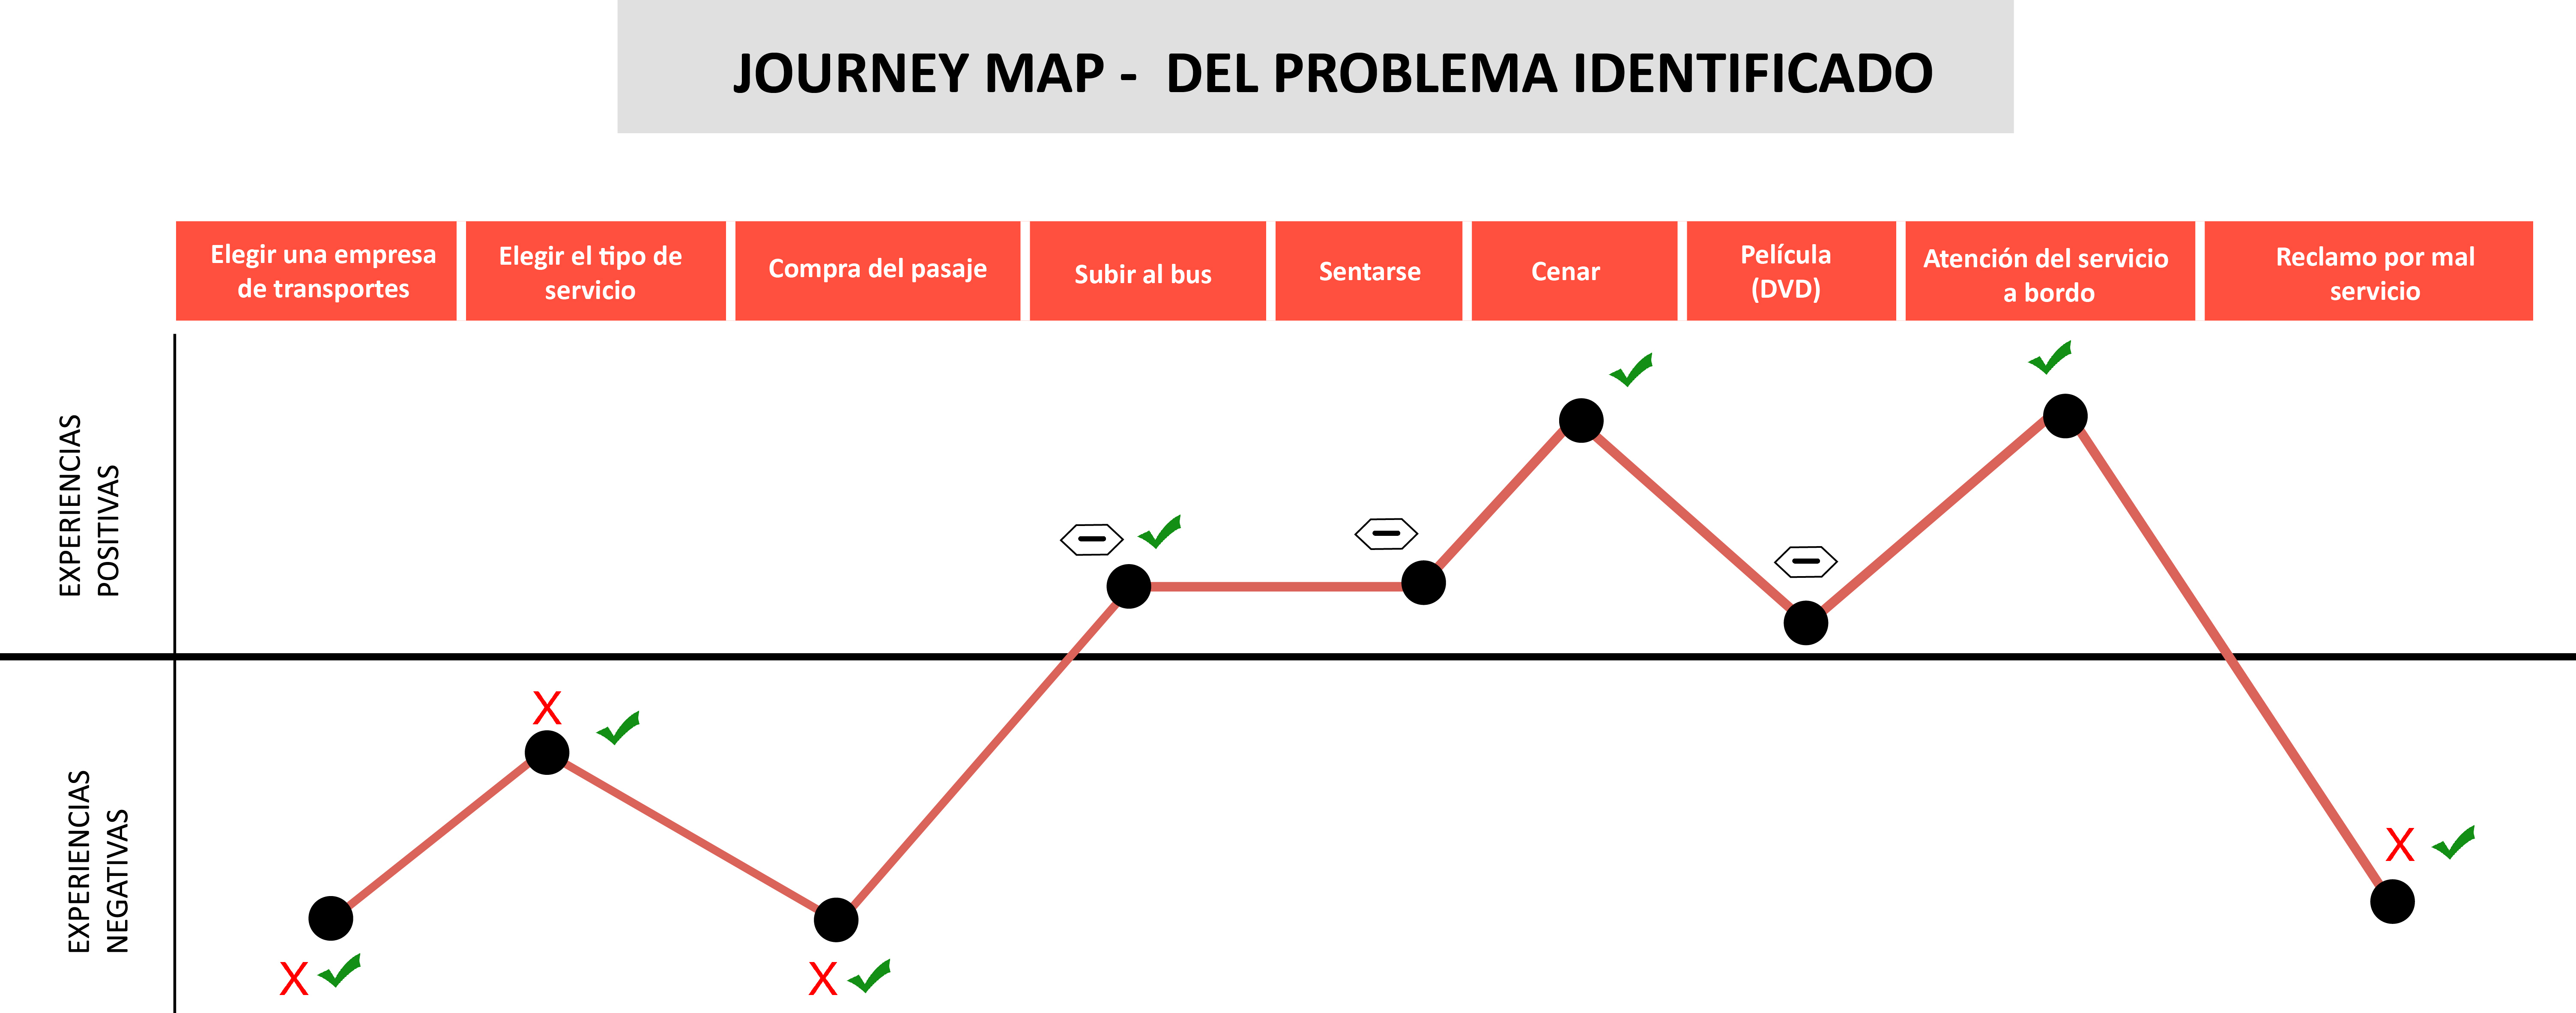 JOURNEY MAP - DEL PROBLEMA IDENTIFICADO
Elegir una empresa
de transportes
Elegir el tipo de
servicio
Compra del pasaje
Subir al bus
Sentarse
Cenar
Película
(DVD)
Atención del servicio
a bordo
Reclamo por mal
servicio
EXPERIENCIAS
POSITIVAS
EXPERIENCIAS
NEGATIVAS
X
X
X
X